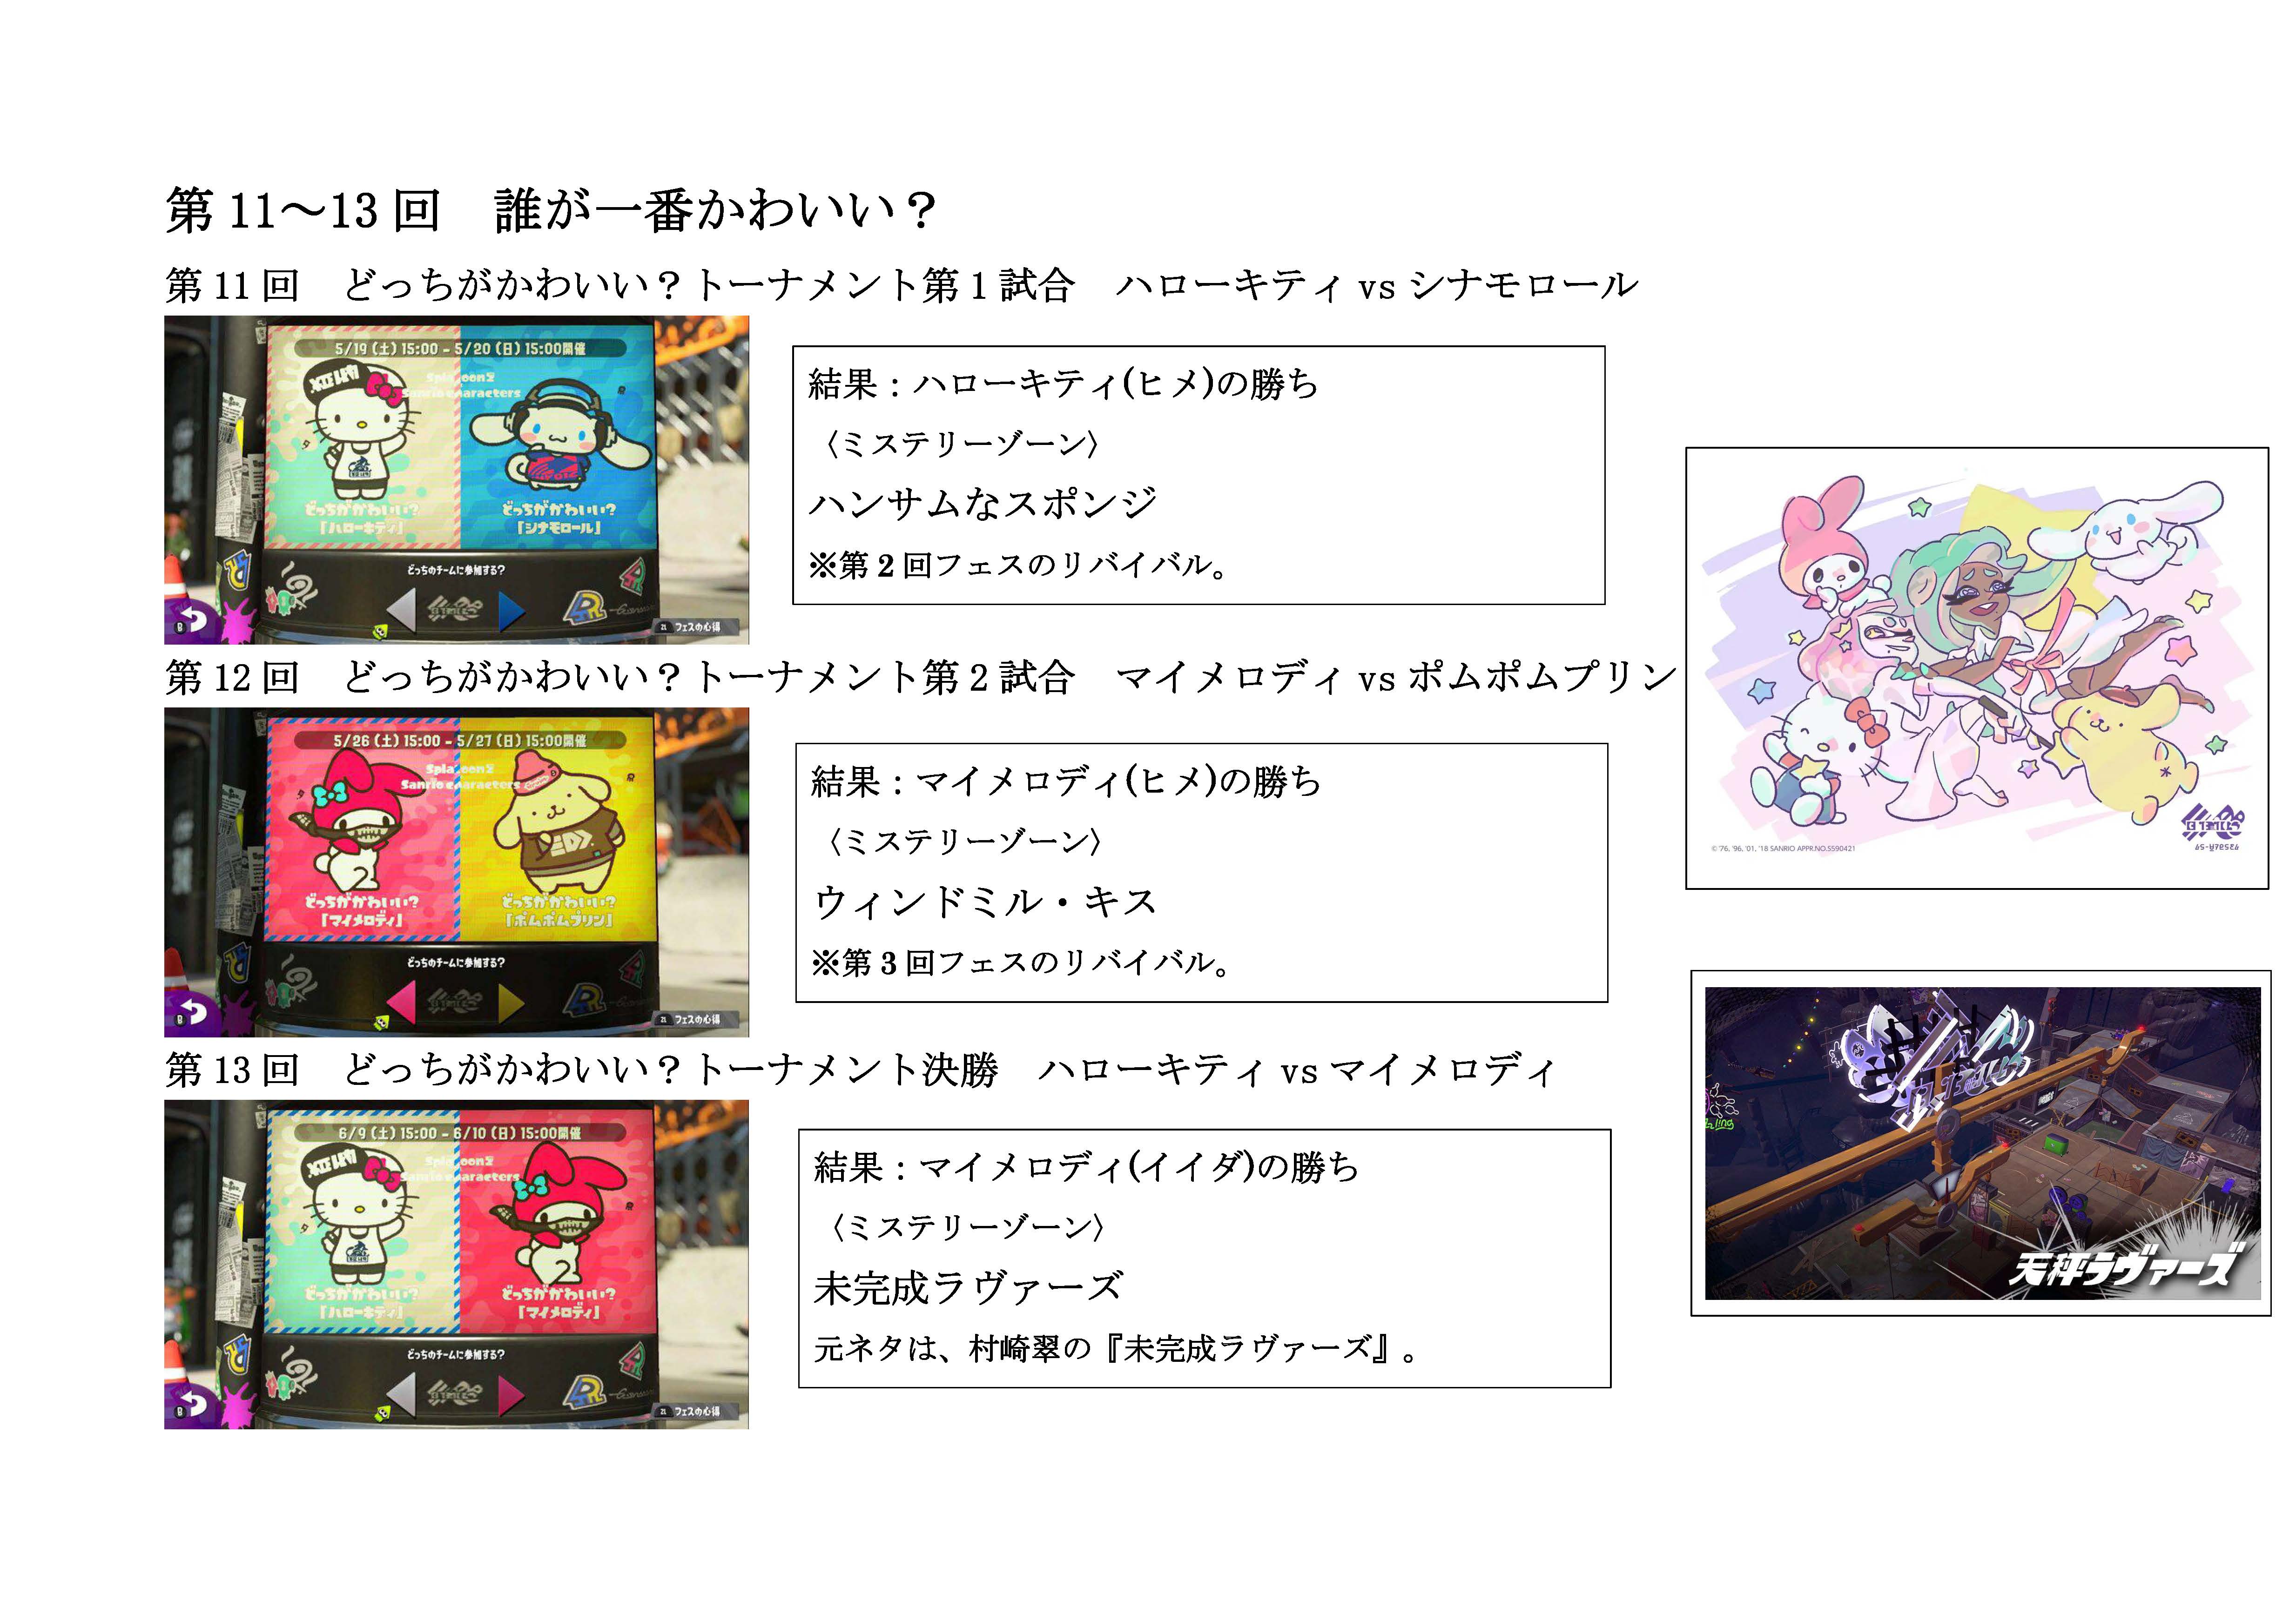 第11～13回　誰が一番かわいい？
第11回　どっちがかわいい？トーナメント第1試合　ハローキティ vs シナモロール
5/19（土）15:00 – 5/20（日）15:00開催
Splatoon2
Sanrio characters
どっちがかわいい？
「ハローキティ」
どっちがかわいい？
「シナモロール」
どっちのチームに参加する？
フェスの心得
結果：ハローキティ(ヒメ)の勝ち
〈ミステリーゾーン〉
ハンサムなスポンジ
※第2回フェスのリバイバル。
第12回　どっちがかわいい？トーナメント第2試合　マイメロディ vs ポムポムプリン
5/26（土）15:00 – 5/27（日）15:00開催
Splatoon2
Sanrio characters
どっちがかわいい？
「マイメロディ」
どっちがかわいい？
「ポムポムプリン」
どっちのチームに参加する？
フェスの心得
結果：マイメロディ(ヒメ)の勝ち
〈ミステリーゾーン〉
ウィンドミル・キス
※第3回フェスのリバイバル。
第13回　どっちがかわいい？トーナメント決勝　ハローキティ vs マイメロディ
6/9（土）15:00 – 6/10（日）15:00開催
Splatoon2
Sanrio characters
どっちがかわいい？
「ハローキティ」
どっちがかわいい？
「マイメロディ」
どっちのチームに参加する？
フェスの心得
結果：マイメロディ(イイダ)の勝ち
〈ミステリーゾーン〉
未完成ラヴァーズ
元ネタは、村崎翠の『未完成ラヴァーズ』。
© '76, '96, '01, '18 SANRIO APPR.NO.S590421
天秤ラヴァーズ